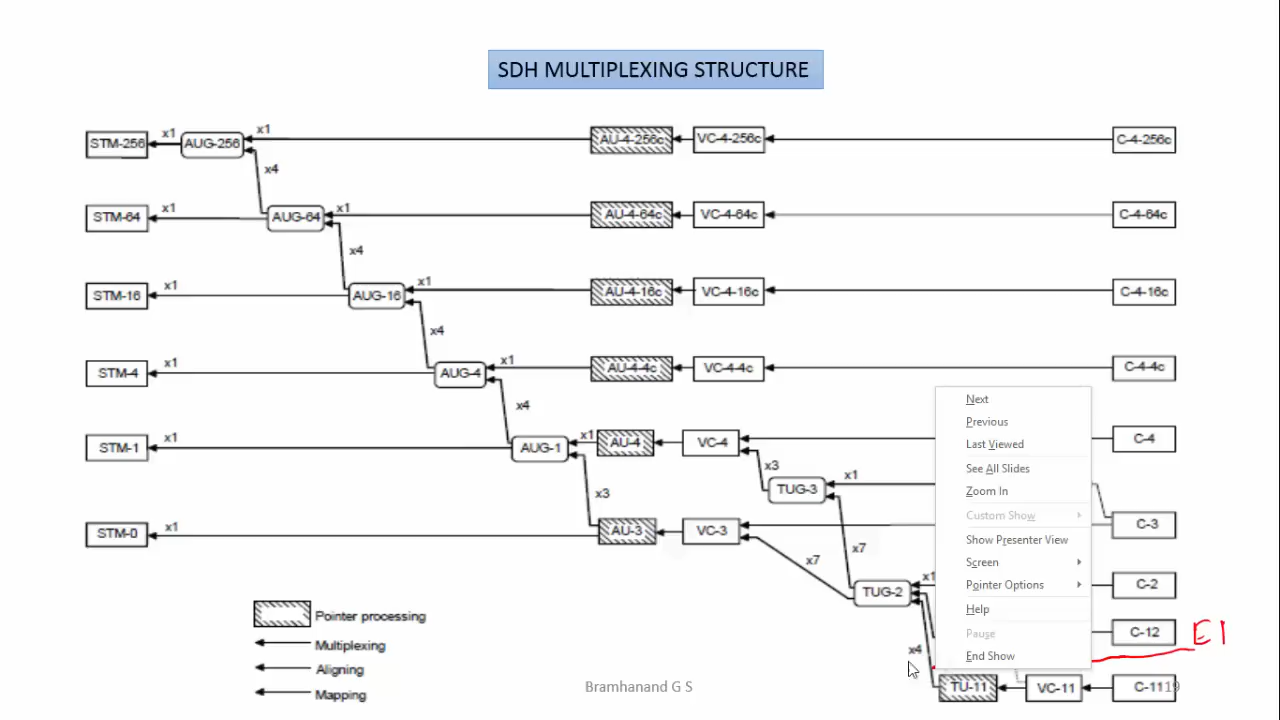 SDH MULTIPLEXING STRUCTURE
x1 x1
STM-256 AUG-256 AU-4-256c VC-4-256c C-4-256c
x4
x1 x1
STM-64 AUG-64 AU-4-64c VC-4-64c C-4-64c
x4
x1 x1
STM-16 AUG-16 AU-4-16c VC-4-16c C-4-16c
x4
x1 x1
STM-4 AUG-4 AU-4-4c VC-4-4c C-4-4c
x4
x1 x1
STM-1 AUG-1 AU-4 VC-4 C-4
x3 x1
TUG-3
x3
x1
STM-0 AU-3 VC-3 C-3
x7 x7
x1
TUG-2 C-2
C-12 E1
x4
TU-11 VC-11 C-11
19
Next
Previous
Last Viewed
See All Slides
Zoom In
Custom Show
Show Presenter View
Screen
Pointer Options
Help
Pause
End Show
Pointer processing
Multiplexing
Aligning
Mapping
Bramhanand G S